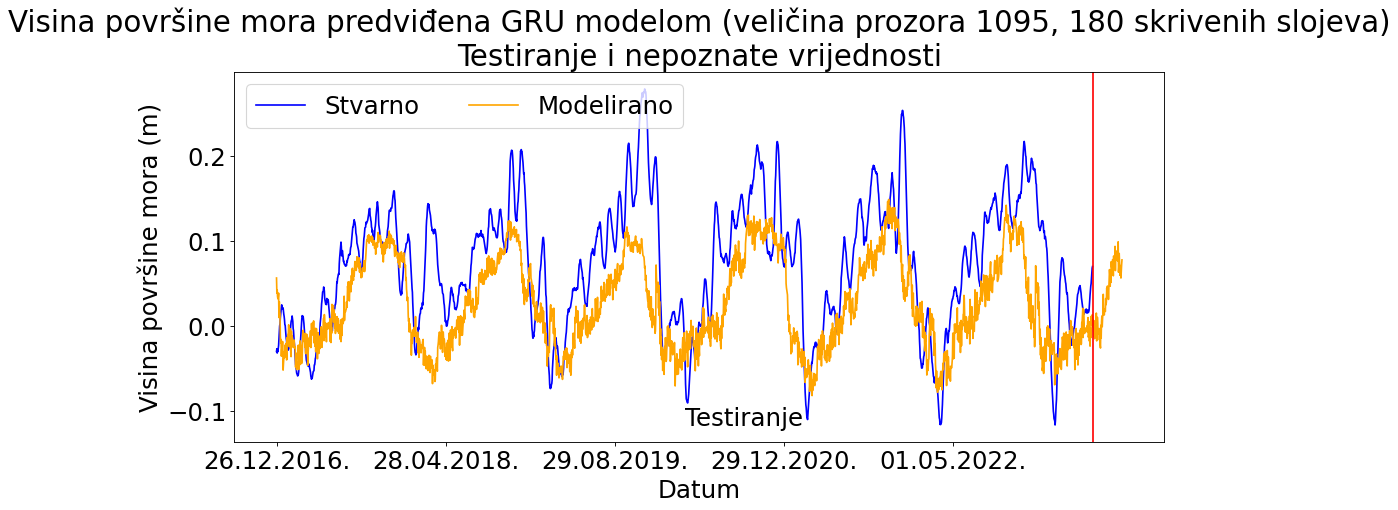 Visina površine mora predviđena GRU modelom (veličina prozora 1095, 180 skrivenih slojeva)
Testiranje i nepoznate vrijednosti
Stvarno Modelirano
Visina površine mora (m)
0.2
0.1
0.0
−0.1
Testiranje
26.12.2016. 28.04.2018. 29.08.2019. 29.12.2020. 01.05.2022.
Datum